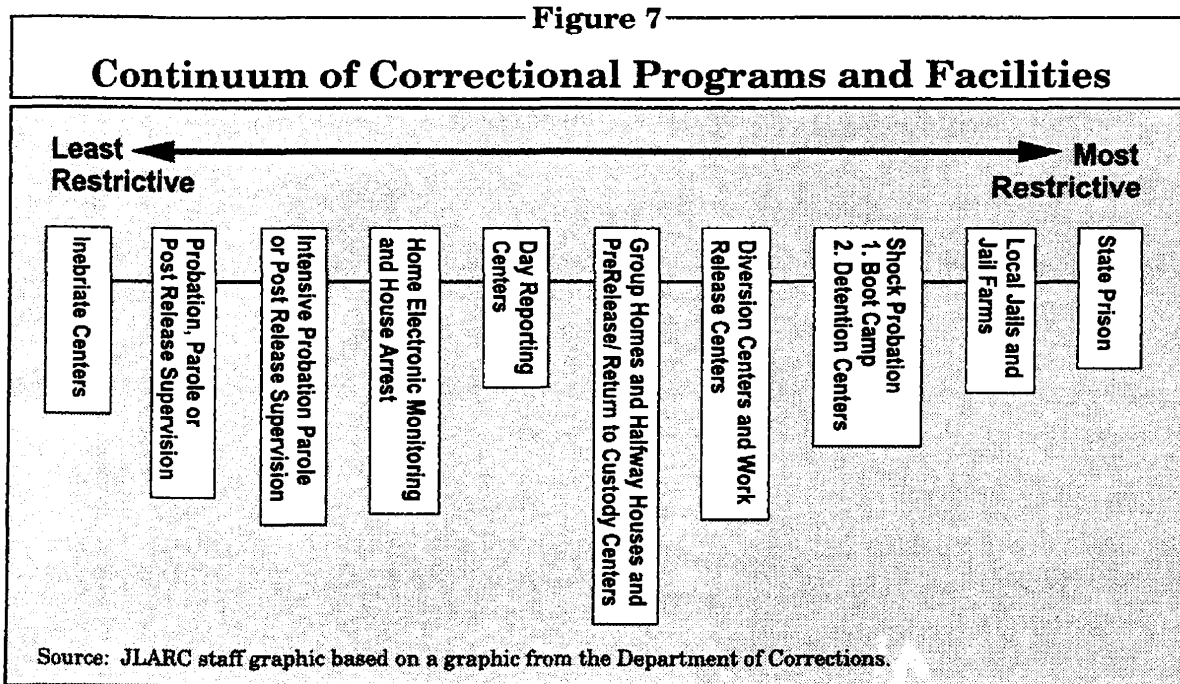 Figure 7
Continuum of Correctional Programs and Facilities
Least
Restrictive
Most
Restrictive
Inebriate Centers
Probation, Parole or
Post Release Supervision
Intensive Probation Parole
or Post Release Supervision
Home Electronic Monitoring
and House Arrest
Day Reporting
Centers
Group Homes and Halfway Houses and
PreRelease/ Return to Custody Centers
Diversion Centers and Work
Release Centers
Shock Probation
1. Boot Camp
2. Detention Centers
Local Jails and
Jail Farms
State Prison
Source: JLARC staff graphic based on a graphic from the Department of Corrections.